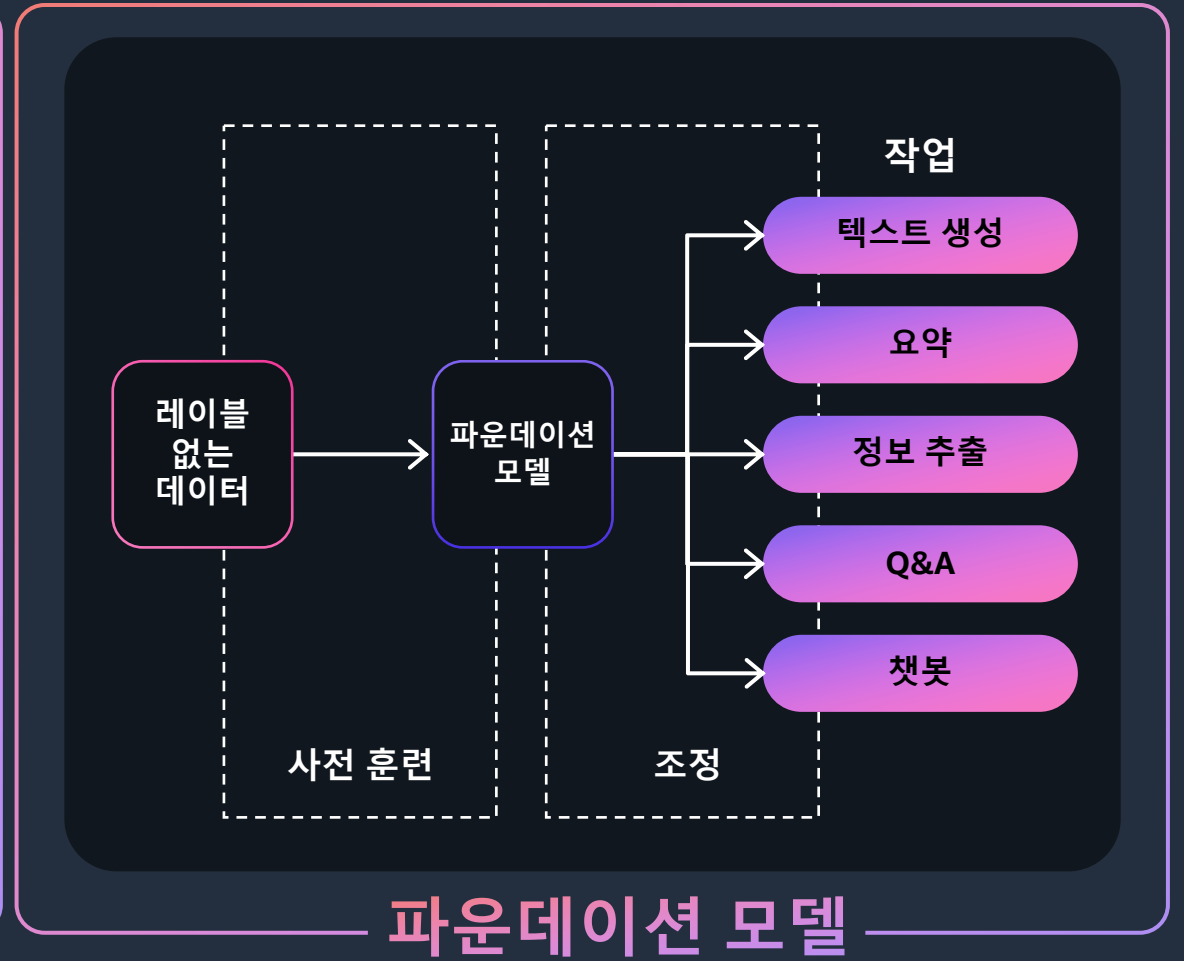 작업
텍스트 생성
요약
정보 추출
Q&A
챗봇
레이블
없는
데이터
파운데이션
모델
사전 훈련
조정
파운데이션 모델